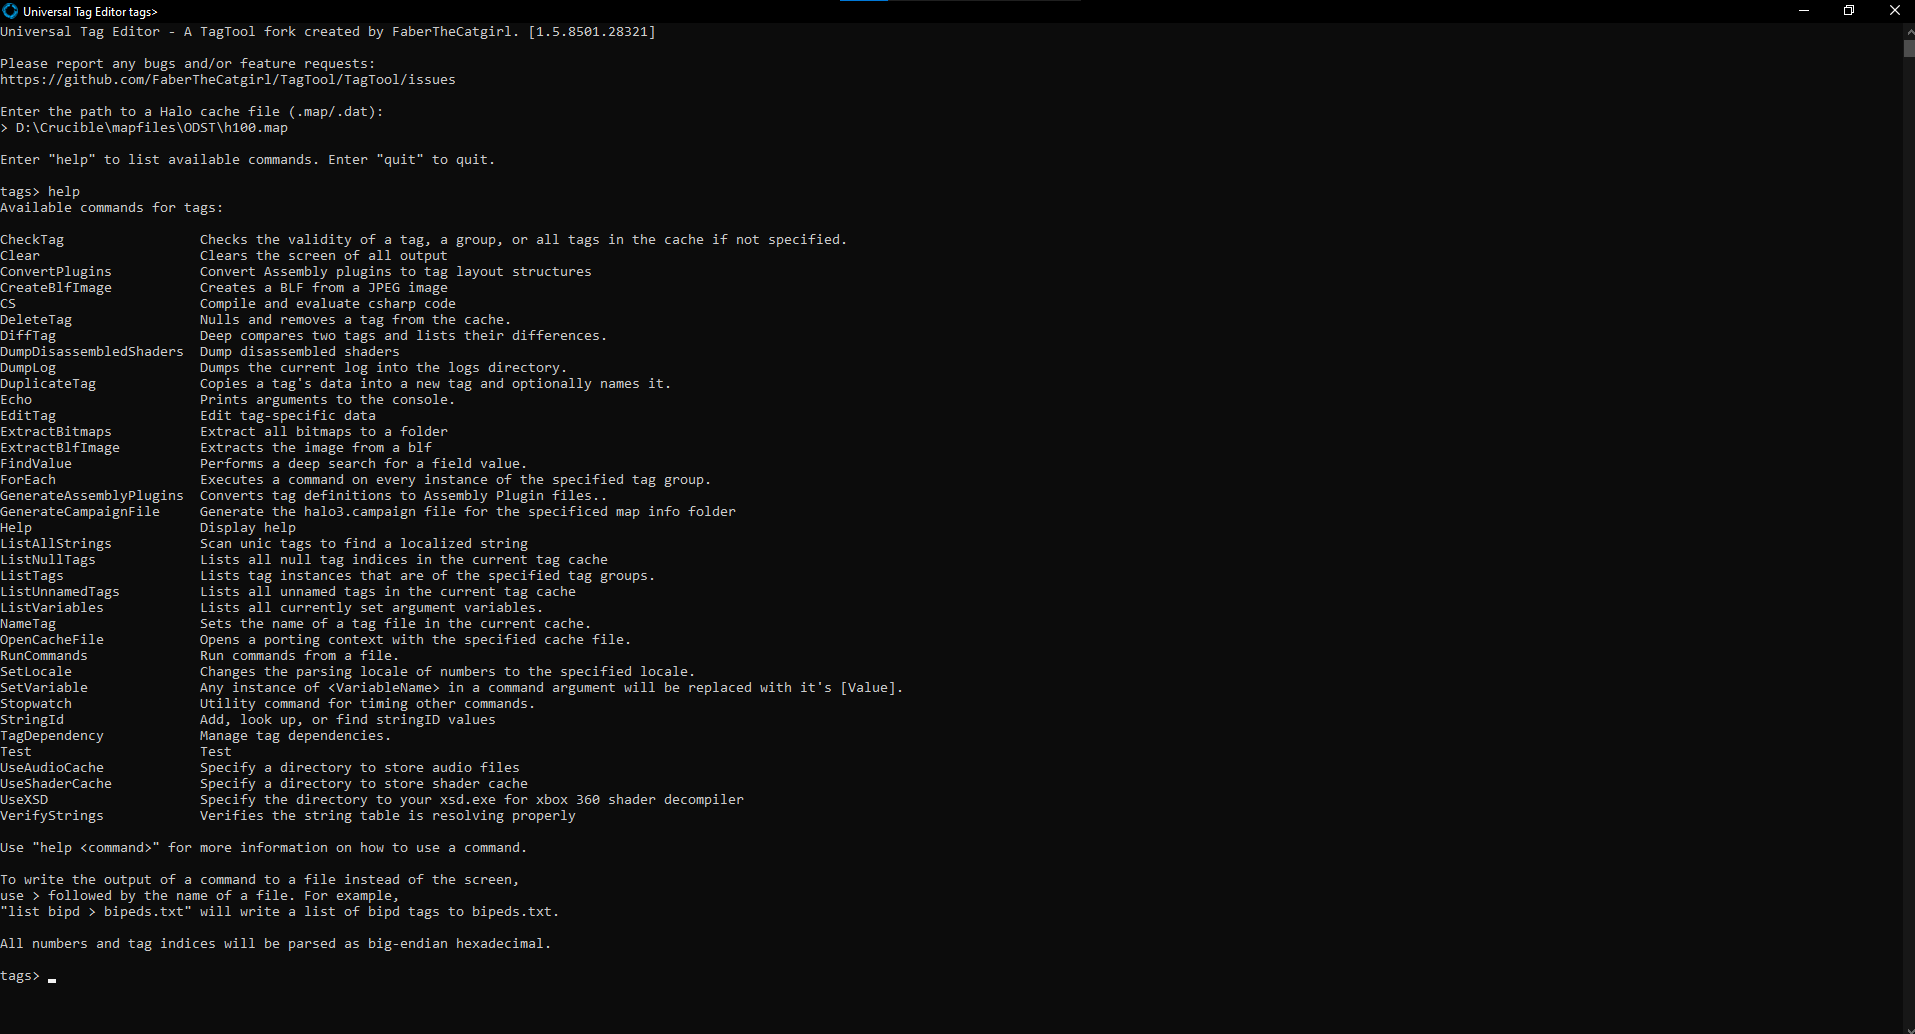 Universal Tag Editor tags>
Universal Tag Editor - A TagTool fork created by FaberTheCatgirl. [1.5.8501.28321]
Please report any bugs and/or feature requests:
https://github.com/FaberTheCatgirl/TagTool/TagTool/issues
Enter the path to a Halo cache file (.map/.dat):
> D:\Crucible\mapfiles\ODST\h100.map
Enter "help" to list available commands. Enter "quit" to quit.
tags> help
Available commands for tags:
CheckTag Checks the validity of a tag, a group, or all tags in the cache if not specified.
Clear Clears the screen of all output
ConvertPlugins Convert Assembly plugins to tag layout structures
CreateBlfImage Creates a BLF from a JPEG image
CS Compile and evaluate csharp code
DeleteTag Nulls and removes a tag from the cache.
DiffTag Deep compares two tags and lists their differences.
DumpDisassembledShaders Dump disassembled shaders
DumpLog Dumps the current log into the logs directory.
DuplicateTag Copies a tag's data into a new tag and optionally names it.
Echo Prints arguments to the console.
EditTag Edit tag-specific data
ExtractBitmaps Extract all bitmaps to a folder
ExtractBlfImage Extracts the image from a blf
FindValue Performs a deep search for a field value.
ForEach Executes a command on every instance of the specified tag group.
GenerateAssemblyPlugins Converts tag definitions to Assembly Plugin files..
GenerateCampaignFile Generate the halo3.campaign file for the specificed map info folder
Help Display help
ListAllStrings Scan unic tags to find a localized string
ListNullTags Lists all null tag indices in the current tag cache
ListTags Lists tag instances that are of the specified tag groups.
ListUnnamedTags Lists all unnamed tags in the current tag cache
ListVariables Lists all currently set argument variables.
NameTag Sets the name of a tag file in the current cache.
OpenCacheFile Opens a porting context with the specified cache file.
RunCommands Run commands from a file.
SetLocale Changes the parsing locale of numbers to the specified locale.
SetVariable Any instance of <VariableName> in a command argument will be replaced with it's [Value].
Stopwatch Utility command for timing other commands.
StringId Add, look up, or find stringID values
TagDependency Manage tag dependencies.
Test Test
UseAudioCache Specify a directory to store audio files
UseShaderCache Specify a directory to store shader cache
UseXSD Specify the directory to your xsd.exe for xbox 360 shader decompiler
VerifyStrings Verifies the string table is resolving properly
Use "help <command>" for more information on how to use a command.
To write the output of a command to a file instead of the screen,
use > followed by the name of a file. For example,
"list bipd > bipeds.txt" will write a list of bipd tags to bipeds.txt.
All numbers and tag indices will be parsed as big-endian hexadecimal.
tags> _